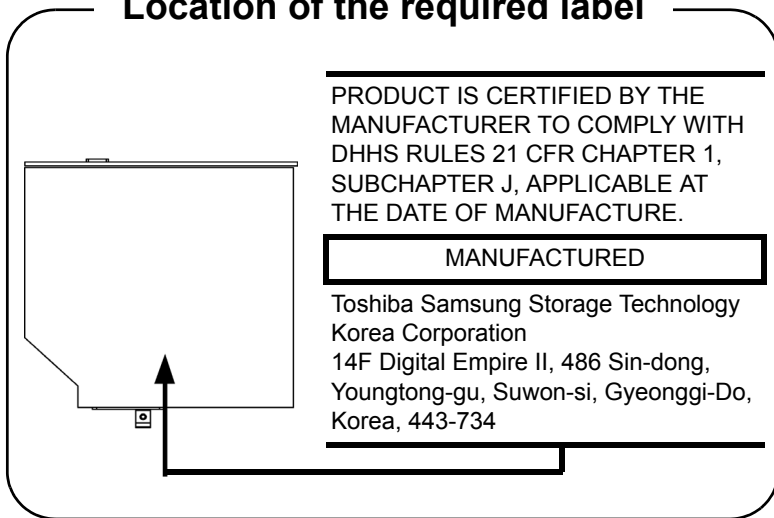 Location of the required label
PRODUCT IS CERTIFIED BY THE
MANUFACTURER TO COMPLY WITH
DHHS RULES 21 CFR CHAPTER 1,
SUBCHAPTER J, APPLICABLE AT
THE DATE OF MANUFACTURE.
MANUFACTURED
Toshiba Samsung Storage Technology
Korea Corporation
14F Digital Empire II, 486 Sin-dong,
Youngtong-gu, Suwon-si, Gyeonggi-Do,
Korea, 443-734